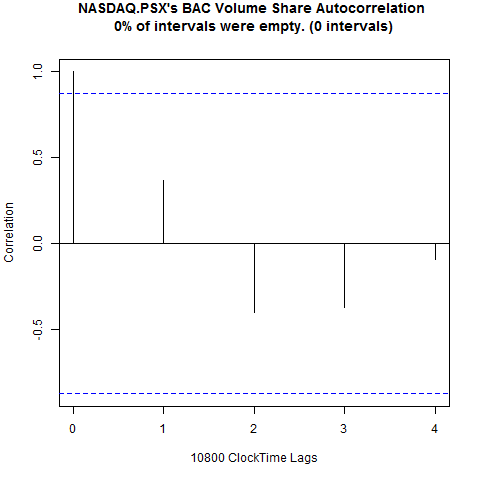 NASDAQ.PSX's BAC Volume Share Autocorrelation
0% of intervals were empty. (0 intervals)
1.0
0.5
0.0
-0.5
Correlation
0
1
2
3
4
10800 ClockTime Lags